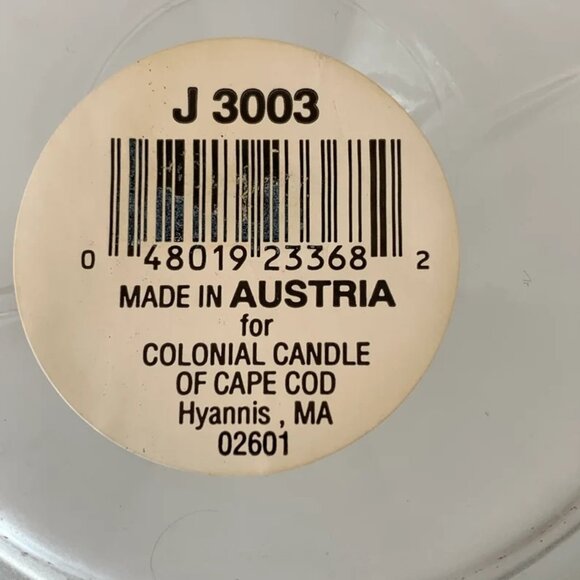 J 3003
0 48019 23368 2
MADE IN AUSTRIA
for
COLONIAL CANDLE
OF CAPE COD
Hyannis , MA
02601